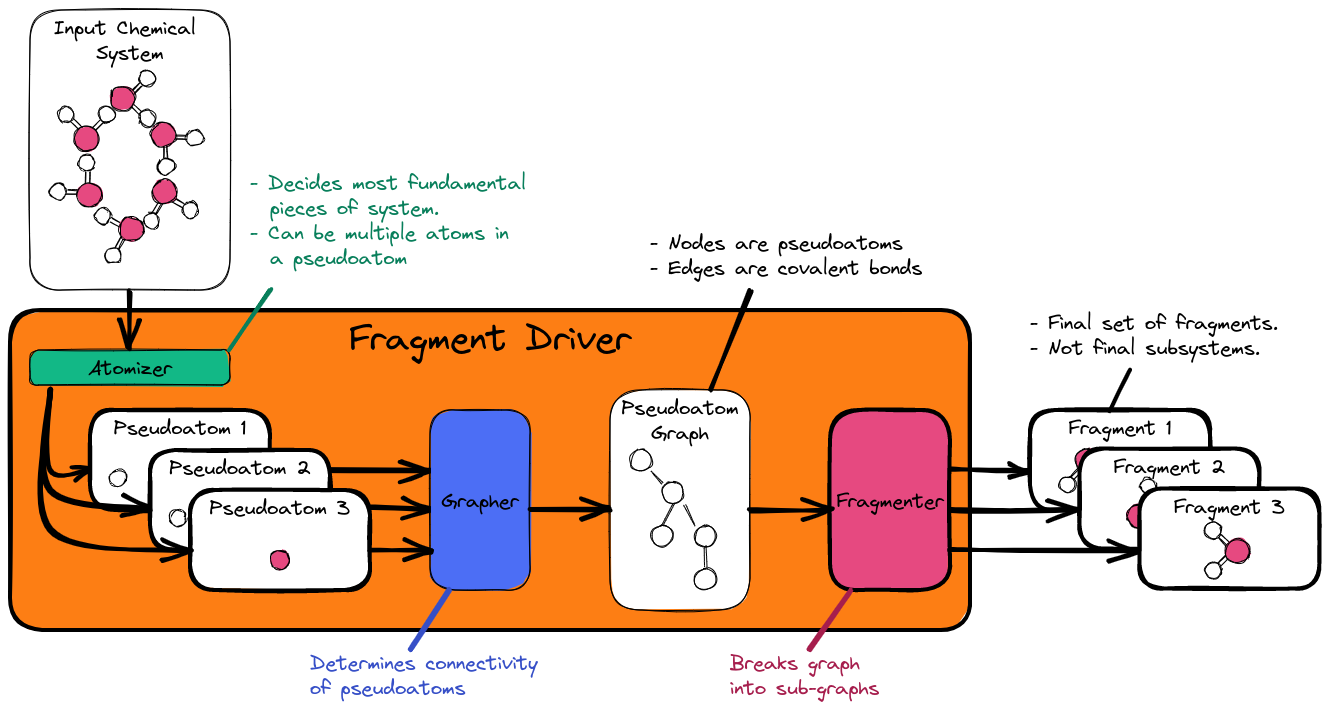 Input Chemical
System
- Decides most fundamental
pieces of system.
- Can be multiple atoms in
a pseudoatom
- Nodes are pseudoatoms
- Edges are covalent bonds
- Final set of fragments.
- Not final subsystems.
Fragment Driver
Atomizer
Pseudoatom 1
Pseudoatom 2
Pseudoatom 3
Grapher
Pseudoatom
Graph
Fragmenter
Fragment 1
Fragment 2
Fragment 3
Determines connectivity
of pseudoatoms
Breaks graph
into sub-graphs